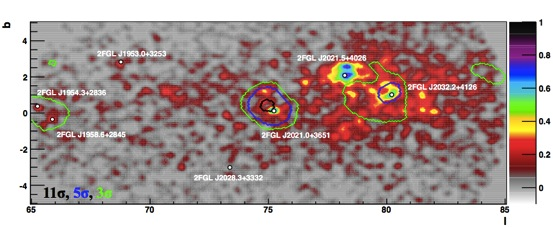 b
4
2
0
-2
-4
2FGL J1953.0+3253
2FGL J2021.5+4026
2FGL J1954.3+2836
2FGL J2032.2+4126
2FGL J1958.6+2845
2FGL J2021.0+3651
2FGL J2028.3+3332
11σ, 5σ, 3σ
65 70 75 80 85
l
1
0.8
0.6
0.4
0.2
0